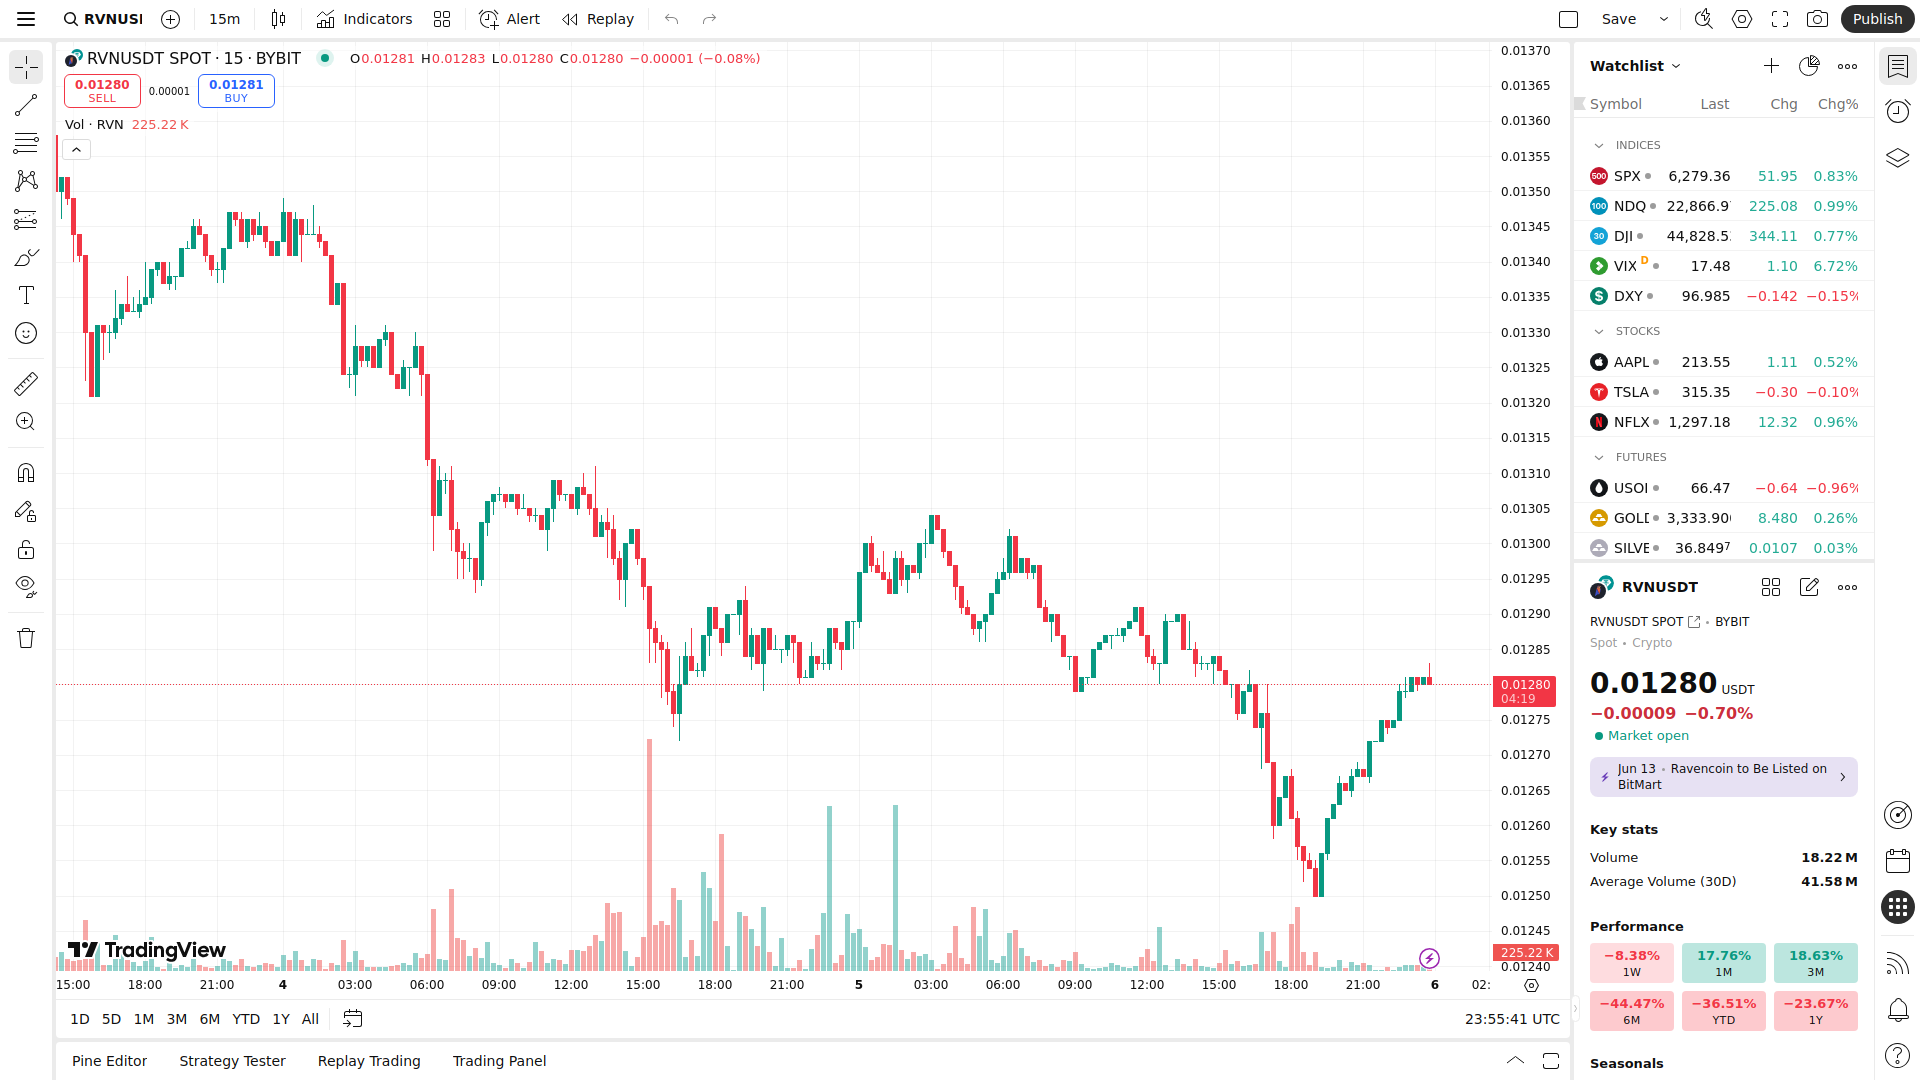 RVNUSI
15m
Indicators
Alert
Replay
Save
Publish
RVNUSDT SPOT · 15 · BYBIT
O0.01281 H0.01283 L0.01280 C0.01280 −0.00001 (−0.08%)
0.01280
SELL
0.00001
0.01281
BUY
Vol · RVN 225.22 K
0.01370
0.01365
0.01360
0.01355
0.01350
0.01345
0.01340
0.01335
0.01330
0.01325
0.01320
0.01315
0.01310
0.01305
0.01300
0.01295
0.01290
0.01285
0.01280
04:19
0.01275
0.01270
0.01265
0.01260
0.01255
0.01250
0.01245
225.22 K
0.01240
TradingView
15:00 18:00 21:00 4 03:00 06:00 09:00 12:00 15:00 18:00 21:00 5 03:00 06:00 09:00 12:00 15:00 18:00 21:00 6 02:
1D 5D 1M 3M 6M YTD 1Y All
23:55:41 UTC
Pine Editor Strategy Tester Replay Trading Trading Panel
Watchlist
Symbol Last Chg Chg%
INDICES
500 SPX 6,279.36 51.95 0.83%
100 NDQ 22,866.9 225.08 0.99%
30 DJI 44,828.5 344.11 0.77%
VIX D 17.48 1.10 6.72%
DXY 96.985 −0.142 −0.15%
STOCKS
AAPL 213.55 1.11 0.52%
TSLA 315.35 −0.30 −0.10%
NFLX 1,297.18 12.32 0.96%
FUTURES
USOI 66.47 −0.64 −0.96%
GOLD 3,333.90 8.480 0.26%
SILVE 36.8497 0.0107 0.03%
RVNUSDT
RVNUSDT SPOT • BYBIT
Spot • Crypto
0.01280 USDT
−0.00009 −0.70%
Market open
Jun 13 • Ravencoin to Be Listed on
BitMart
Key stats
Volume 18.22 M
Average Volume (30D) 41.58 M
Performance
−8.38% 17.76% 18.63%
1W 1M 3M
−44.47% −36.51% −23.67%
6M YTD 1Y
Seasonals